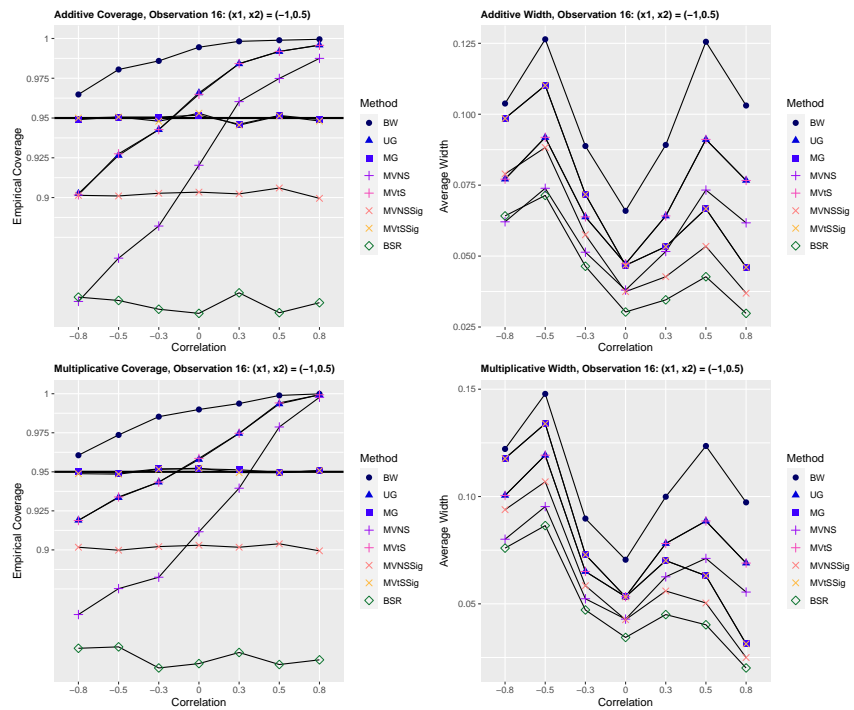 Additive Coverage, Observation 16: (x1, x2) = (−1,0.5)
1
0.975
0.95
0.925
0.9
Empirical Coverage
−0.8 −0.5 −0.3 0 0.3 0.5 0.8
Correlation
Method
BW
UG
MG
MVNS
MVtS
MVNSSig
MVtSSig
BSR
Additive Width, Observation 16: (x1, x2) = (−1,0.5)
0.125
0.100
0.075
0.050
0.025
Average Width
−0.8 −0.5 −0.3 0 0.3 0.5 0.8
Correlation
Method
BW
UG
MG
MVNS
MVtS
MVNSSig
MVtSSig
BSR
Multiplicative Coverage, Observation 16: (x1, x2) = (−1,0.5)
1
0.975
0.95
0.925
0.9
Empirical Coverage
−0.8 −0.5 −0.3 0 0.3 0.5 0.8
Correlation
Method
BW
UG
MG
MVNS
MVtS
MVNSSig
MVtSSig
BSR
Multiplicative Width, Observation 16: (x1, x2) = (−1,0.5)
0.15
0.10
0.05
Average Width
−0.8 −0.5 −0.3 0 0.3 0.5 0.8
Correlation
Method
BW
UG
MG
MVNS
MVtS
MVNSSig
MVtSSig
BSR